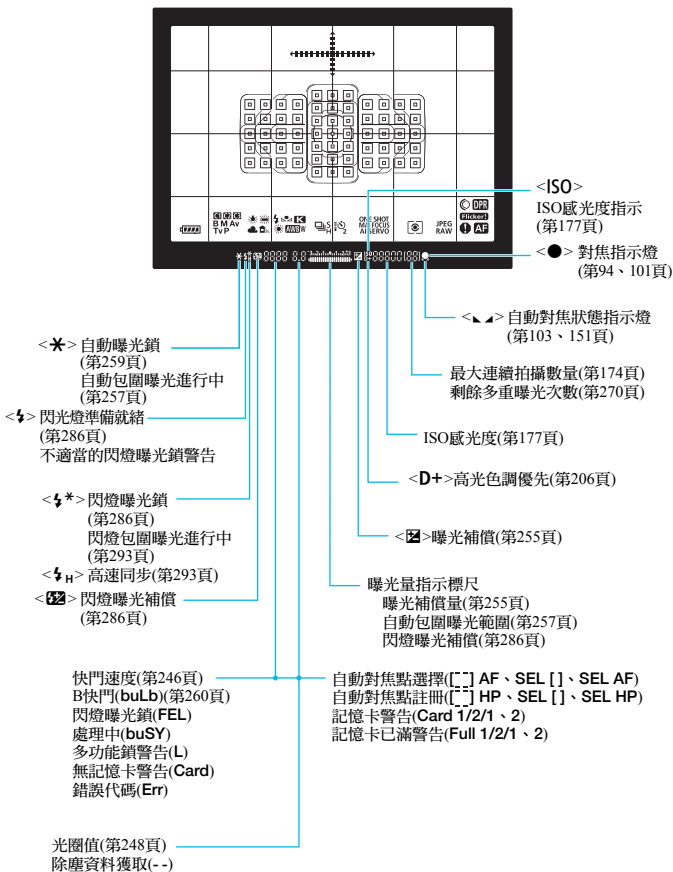 DPR
Flicker!
B M Av
Tv P
AWB W
ONE SHOT
MF FOCUS
AI SERVO
JPEG
RAW
AF
<ISO>
ISO感光度指示
(第177頁)
<●> 對焦指示燈
(第94、101頁)
<◣ ◢> 自動對焦狀態指示燈
(第103、151頁)
最大連續拍攝數量(第174頁)
剩餘多重曝光次數(第270頁)
ISO感光度(第177頁)
<D+>高光色調優先(第206頁)
<>曝光補償(第255頁)
曝光量指示標尺
曝光補償量(第255頁)
自動包圍曝光範圍(第257頁)
閃燈曝光補償(第286頁)
<✱> 自動曝光鎖
(第259頁)
自動包圍曝光進行中
(第257頁)
<⚡> 閃光燈準備就緒
(第286頁)
不適當的閃燈曝光鎖警告
<⚡*> 閃燈曝光鎖
(第286頁)
閃燈包圍曝光進行中
(第293頁)
<⚡H> 高速同步(第293頁)
<> 閃燈曝光補償
(第286頁)
快門速度(第246頁)
B快門(buLb)(第260頁)
閃燈曝光鎖(FEL)
處理中(buSY)
多功能鎖警告(L)
無記憶卡警告(Card)
錯誤代碼(Err)
自動對焦點選擇([ ] AF、SEL [ ]、SEL AF)
自動對焦點註冊([ ] HP、SEL [ ]、SEL HP)
記憶卡警告(Card 1/2/1、2)
記憶卡已滿警告(Full 1/2/1、2)
光圈值(第248頁)
除塵資料獲取(- -)